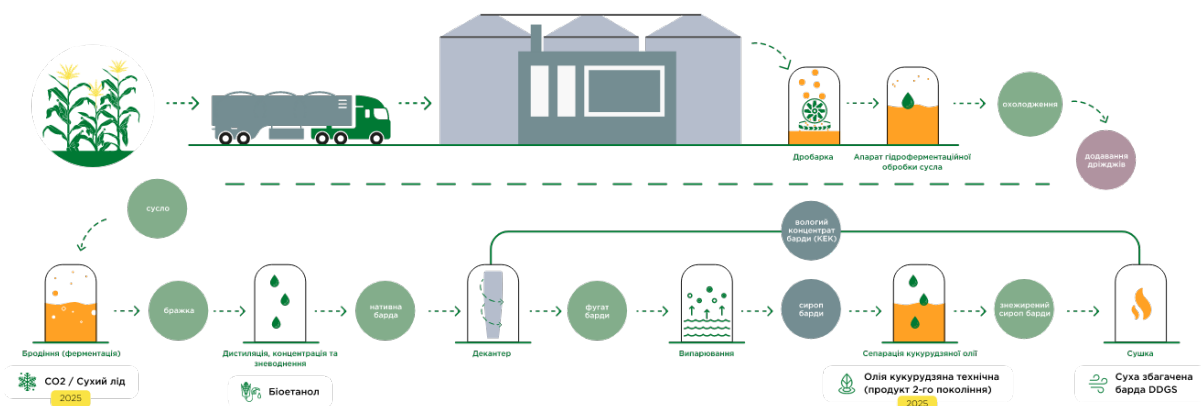 охолодження
додавання
дріжджів
Дробарка
Апарат гідроферментаційної
обробки сусла
сусло
вологий
концентрат
барди (КЕК)
бражка
нативна
барда
фугат
барди
сироп
барди
знежирений
сироп барди
Бродіння (ферментація)
Дистиляція, концентрація та
зневоднення
Декантер
Випарювання
Сепарація кукурудзяної олії
Сушка
CO2 / Сухий лід
2025
Біоетанол
Олія кукурудзяна технічна
(продукт 2-го покоління)
2025
Суха збагачена
барда DDGS